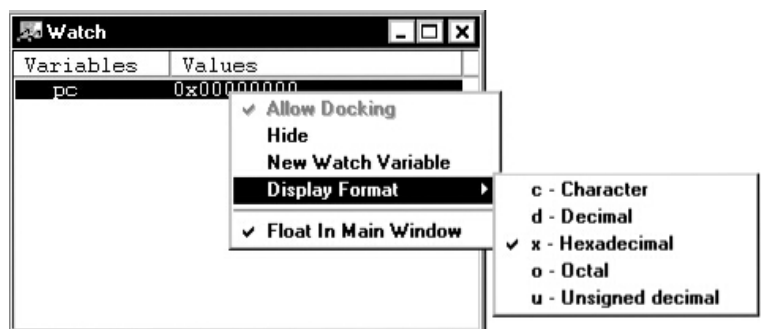 Watch
Variables Values
pc 0x00000000
Allow Docking
Hide
New Watch Variable
Display Format
Float In Main Window
c - Character
d - Decimal
x - Hexadecimal
o - Octal
u - Unsigned decimal